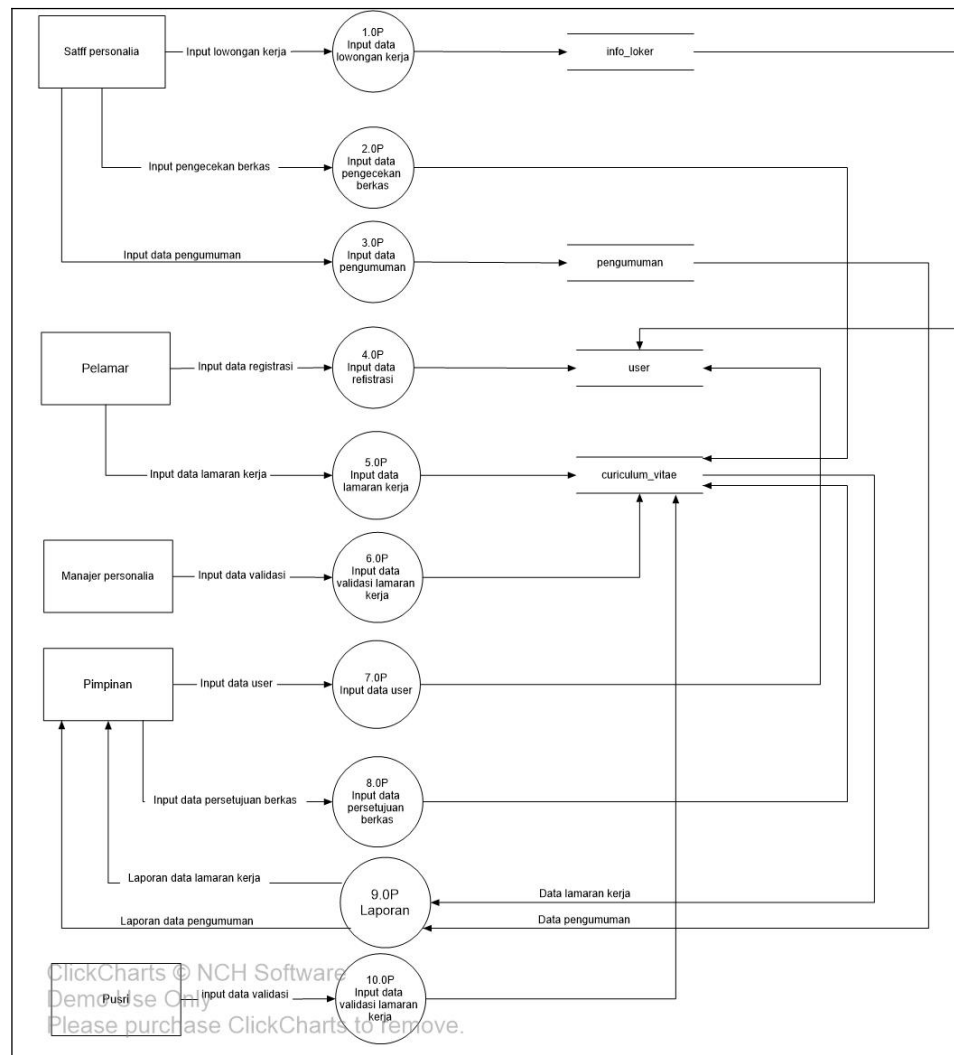 Satff personalia
Input lowongan kerja
1.0P
Input data
lowongan kerja
info_loker
Input pengecekan berkas
2.0P
Input data
pengecekan
berkas
Input data pengumuman
3.0P
Input data
pengumuman
pengumuman
Pelamar
Input data registrasi
4.0P
Input data
refistrasi
user
Input data lamaran kerja
5.0P
Input data
lamaran kerja
curiculum_vitae
Manajer personalia
Input data validasi
6.0P
Input data
validasi lamaran
kerja
Pimpinan
Input data user
7.0P
Input data user
Input data persetujuan berkas
8.0P
Input data
persetujuan
berkas
Laporan data lamaran kerja
9.0P
Laporan
Data lamaran kerja
Laporan data pengumuman
Data pengumuman
Pusri
input data validasi
10.0P
Input data
validasi lamaran
kerja
ClickCharts © NCH Software
Demo Use Only
Please purchase ClickCharts to remove.